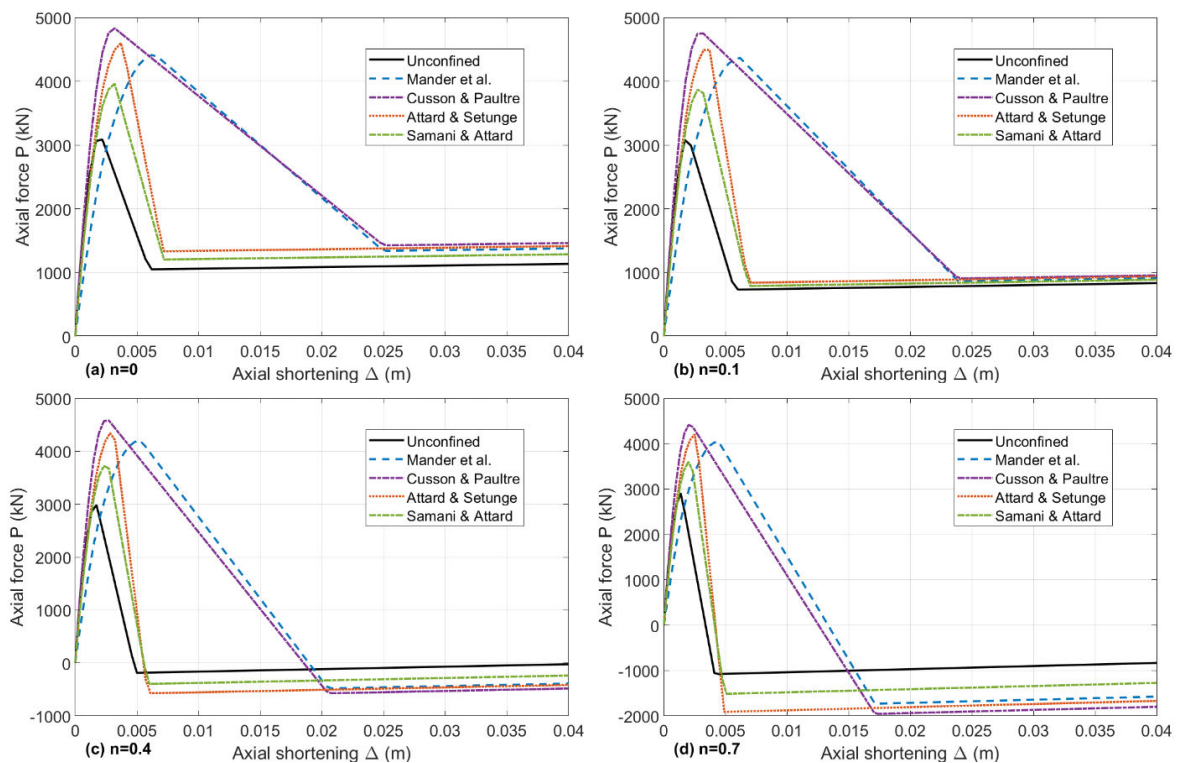 5000
4000
3000
2000
1000
0
Axial force P (kN)
Unconfined
Mander et al.
Cusson & Paultre
Attard & Setunge
Samani & Attard
0 0.005 0.01 0.015 0.02 0.025 0.03 0.035 0.04
(a) n=0
Axial shortening Δ (m)
5000
4000
3000
2000
1000
0
Axial force P (kN)
Unconfined
Mander et al.
Cusson & Paultre
Attard & Setunge
Samani & Attard
0 0.005 0.01 0.015 0.02 0.025 0.03 0.035 0.04
(b) n=0.1
Axial shortening Δ (m)
5000
4000
3000
2000
1000
0
-1000
Axial force P (kN)
Unconfined
Mander et al.
Cusson & Paultre
Attard & Setunge
Samani & Attard
0 0.005 0.01 0.015 0.02 0.025 0.03 0.035 0.04
(c) n=0.4
Axial shortening Δ (m)
5000
4000
3000
2000
1000
0
-1000
-2000
Axial force P (kN)
Unconfined
Mander et al.
Cusson & Paultre
Attard & Setunge
Samani & Attard
0 0.005 0.01 0.015 0.02 0.025 0.03 0.035 0.04
(d) n=0.7
Axial shortening Δ (m)